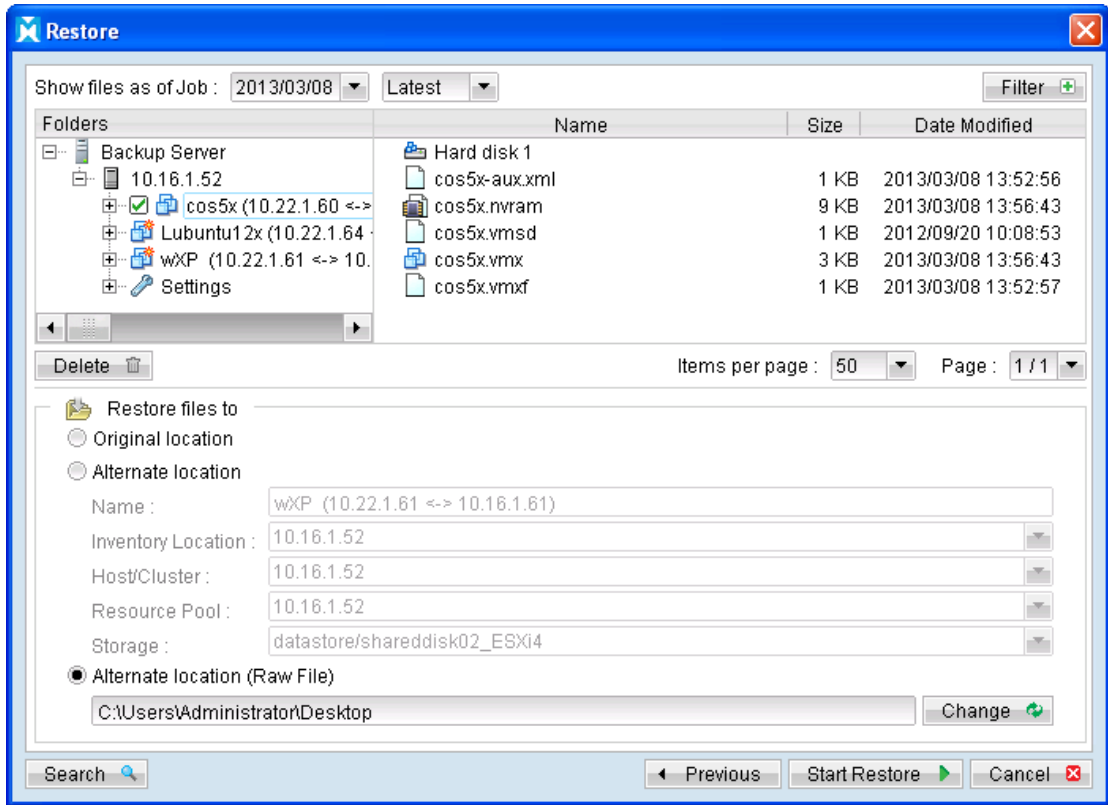 Restore
Show files as of Job : 2013/03/08 Latest Filter
Folders Name Size Date Modified
Backup Server Hard disk 1
10.16.1.52 cos5x-aux.xml 1 KB 2013/03/08 13:52:56
cos5x (10.22.1.60 <-> cos5x.nvram 9 KB 2013/03/08 13:56:43
Lubuntu12x (10.22.1.64 cos5x.vmsd 1 KB 2012/09/20 10:08:53
wXP (10.22.1.61 <-> 10. cos5x.vmx 3 KB 2013/03/08 13:56:43
Settings cos5x.vmxf 1 KB 2013/03/08 13:52:57
Delete Items per page : 50 Page : 1 / 1
Restore files to
Original location
Alternate location
Name : wXP (10.22.1.61 <-> 10.16.1.61)
Inventory Location : 10.16.1.52
Host/Cluster : 10.16.1.52
Resource Pool : 10.16.1.52
Storage : datastore/shareddisk02_ESXi4
Alternate location (Raw File)
C:\Users\Administrator\Desktop Change
Search Previous Start Restore Cancel